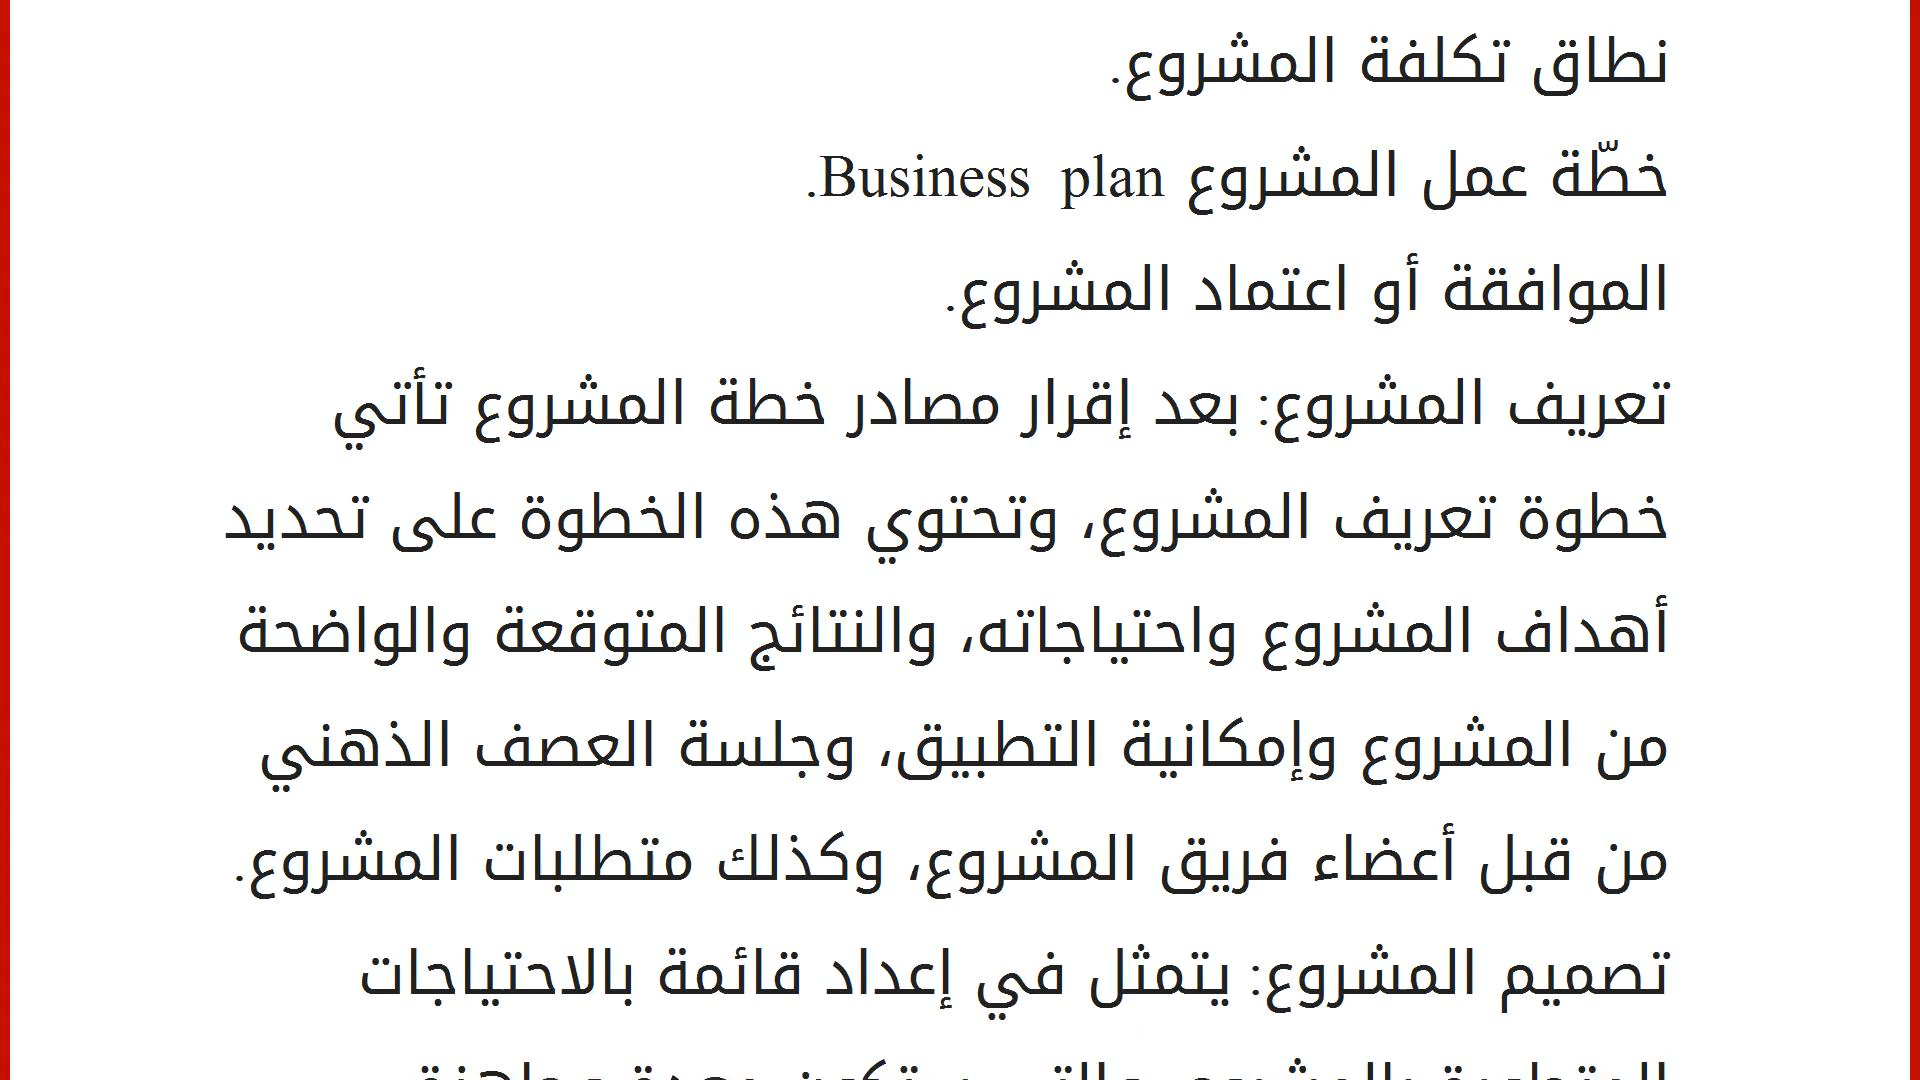 نطاق تكلفة المشروع.
خطّة عمل المشروع Business plan.
الموافقة أو اعتماد المشروع.
تعريف المشروع: بعد إقرار مصادر خطة المشروع تأتي
خطوة تعريف المشروع، وتحتوي هذه الخطوة على تحديد
أهداف المشروع واحتياجاته، والنتائج المتوقعة والواضحة
من المشروع وإمكانية التطبيق، وجلسة العصف الذهني
من قبل أعضاء فريق المشروع، وكذلك متطلبات المشروع.
تصميم المشروع: يتمثل في إعداد قائمة بالاحتياجات